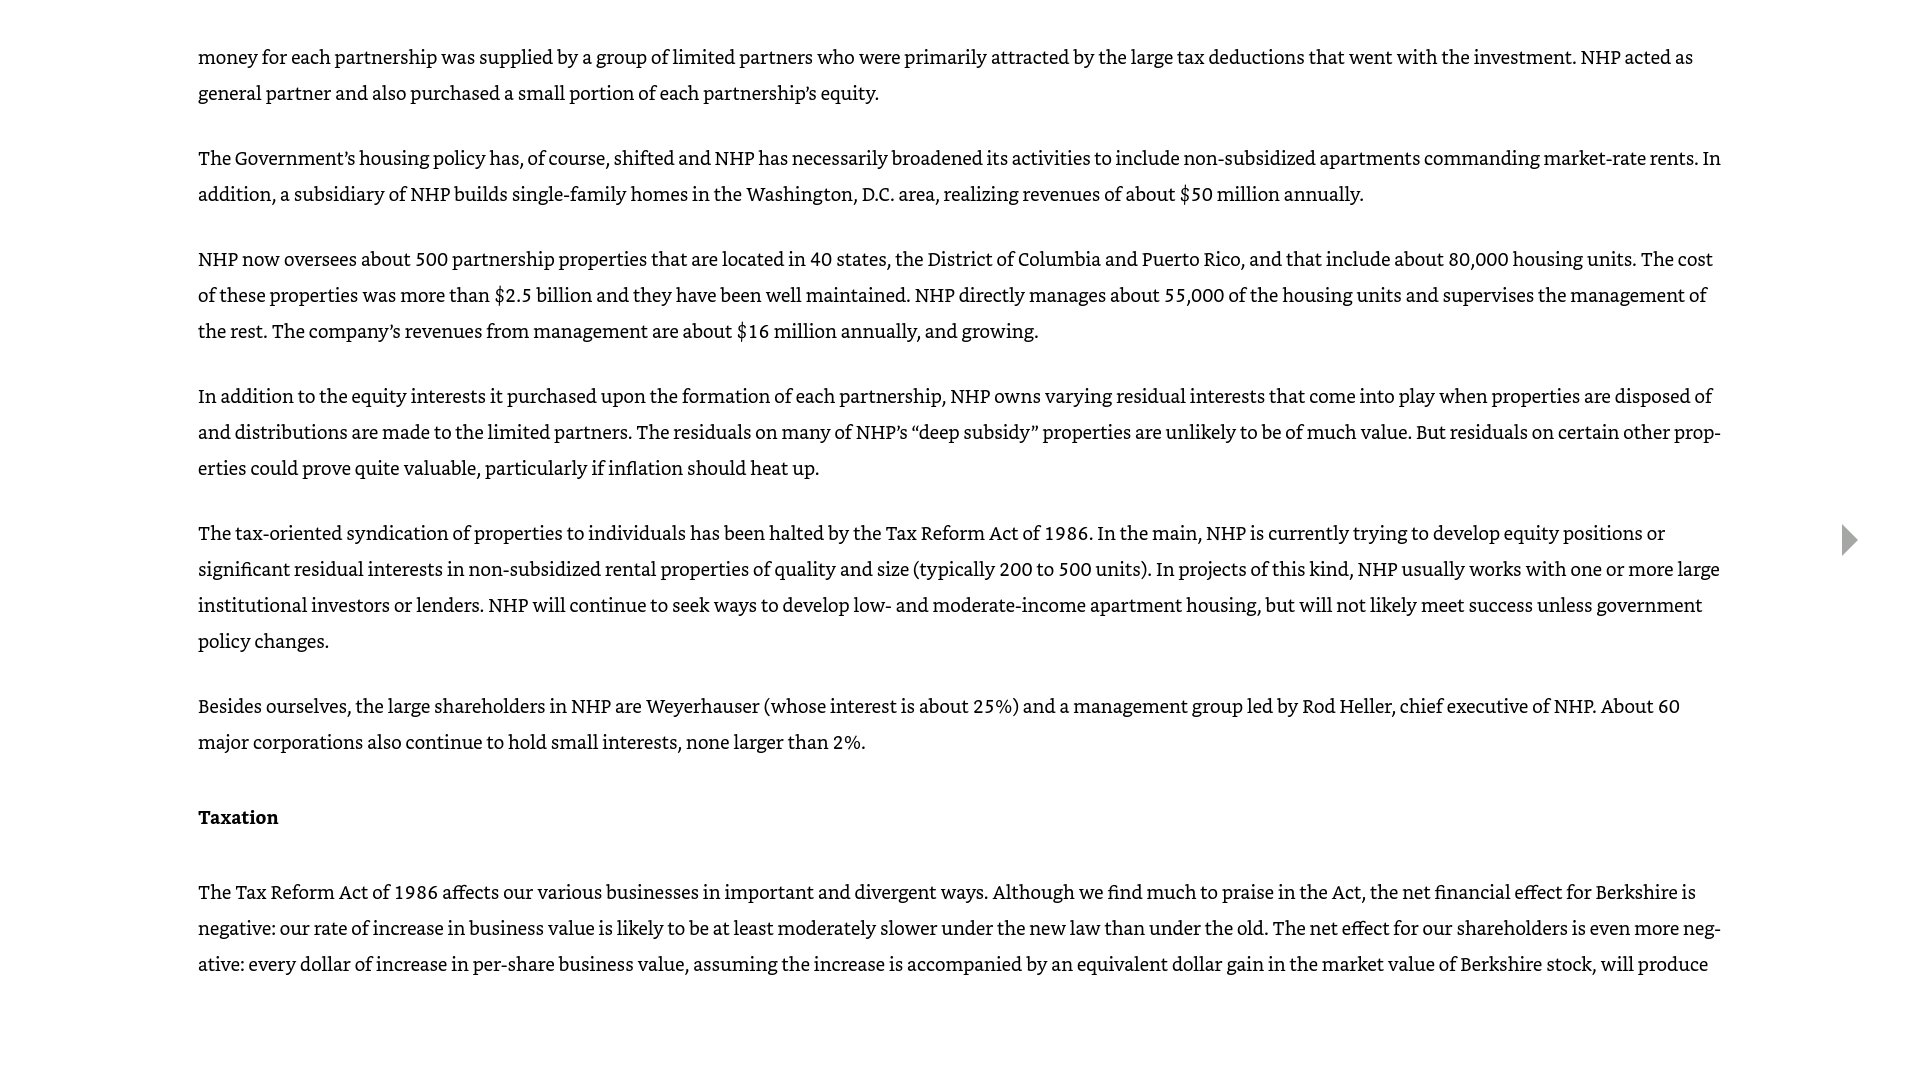 money for each partnership was supplied by a group of limited partners who were primarily attracted by the large tax deductions that went with the investment. NHP acted as
general partner and also purchased a small portion of each partnership’s equity.
The Government’s housing policy has, of course, shifted and NHP has necessarily broadened its activities to include non-subsidized apartments commanding market-rate rents. In
addition, a subsidiary of NHP builds single-family homes in the Washington, D.C. area, realizing revenues of about $50 million annually.
NHP now oversees about 500 partnership properties that are located in 40 states, the District of Columbia and Puerto Rico, and that include about 80,000 housing units. The cost
of these properties was more than $2.5 billion and they have been well maintained. NHP directly manages about 55,000 of the housing units and supervises the management of
the rest. The company’s revenues from management are about $16 million annually, and growing.
In addition to the equity interests it purchased upon the formation of each partnership, NHP owns varying residual interests that come into play when properties are disposed of
and distributions are made to the limited partners. The residuals on many of NHP’s “deep subsidy” properties are unlikely to be of much value. But residuals on certain other prop-
erties could prove quite valuable, particularly if inflation should heat up.
The tax-oriented syndication of properties to individuals has been halted by the Tax Reform Act of 1986. In the main, NHP is currently trying to develop equity positions or
significant residual interests in non-subsidized rental properties of quality and size (typically 200 to 500 units). In projects of this kind, NHP usually works with one or more large
institutional investors or lenders. NHP will continue to seek ways to develop low- and moderate-income apartment housing, but will not likely meet success unless government
policy changes.
Besides ourselves, the large shareholders in NHP are Weyerhauser (whose interest is about 25%) and a management group led by Rod Heller, chief executive of NHP. About 60
major corporations also continue to hold small interests, none larger than 2%.
Taxation
The Tax Reform Act of 1986 affects our various businesses in important and divergent ways. Although we find much to praise in the Act, the net financial effect for Berkshire is
negative: our rate of increase in business value is likely to be at least moderately slower under the new law than under the old. The net effect for our shareholders is even more neg-
ative: every dollar of increase in per-share business value, assuming the increase is accompanied by an equivalent dollar gain in the market value of Berkshire stock, will produce